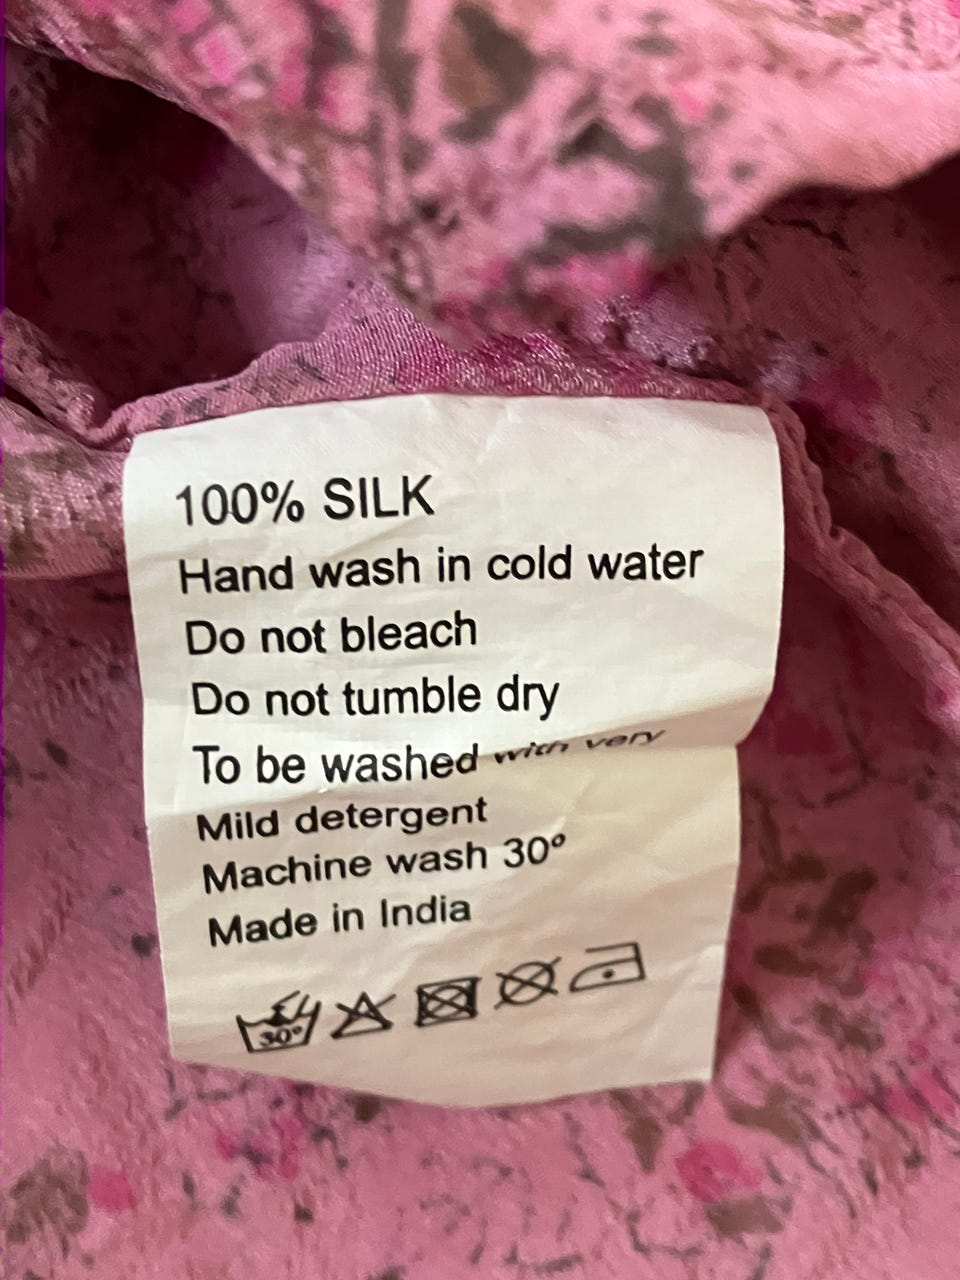 100% SILK
Hand wash in cold water
Do not bleach
Do not tumble dry
To be washed with very
Mild detergent
Machine wash 30º
Made in India
30º